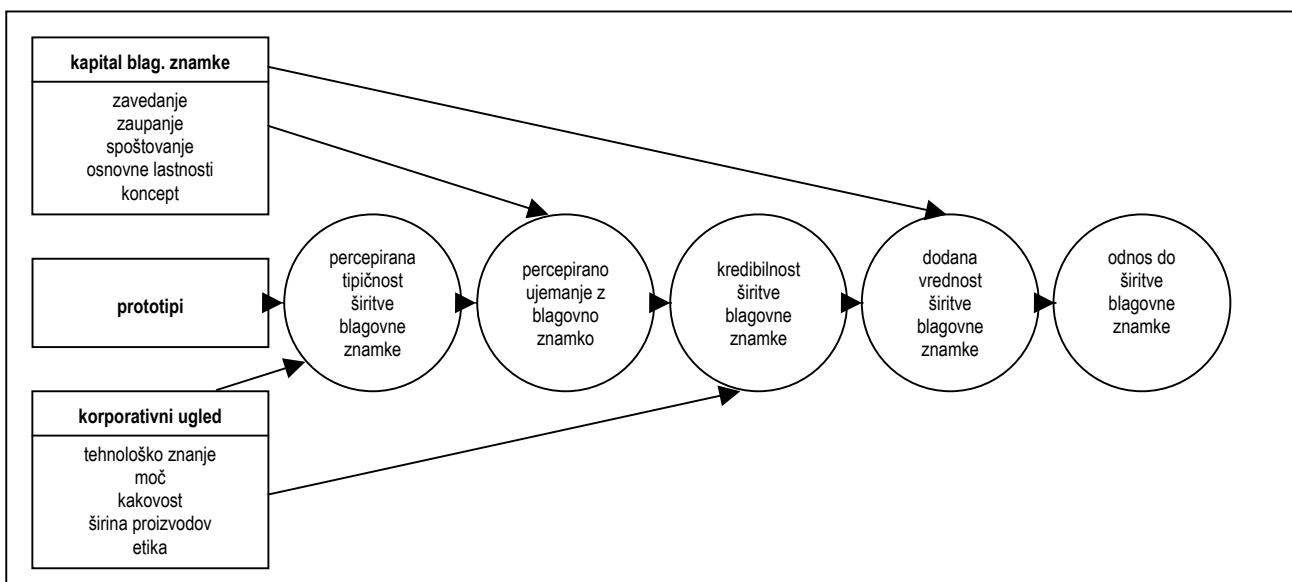 kapital blag. znamke
zavedanje
zaupanje
spoštovanje
osnovne lastnosti
koncept
prototipi
korporativni ugled
tehnološko znanje
moč
kakovost
širina proizvodov
etika
percepirana
tipičnost
širitve
blagovne
znamke
percepirano
ujemanje z
blagovno
znamko
kredibilnost
širitve
blagovne
znamke
dodana
vrednost
širitve
blagovne
znamke
odnos do
širitve
blagovne
znamke